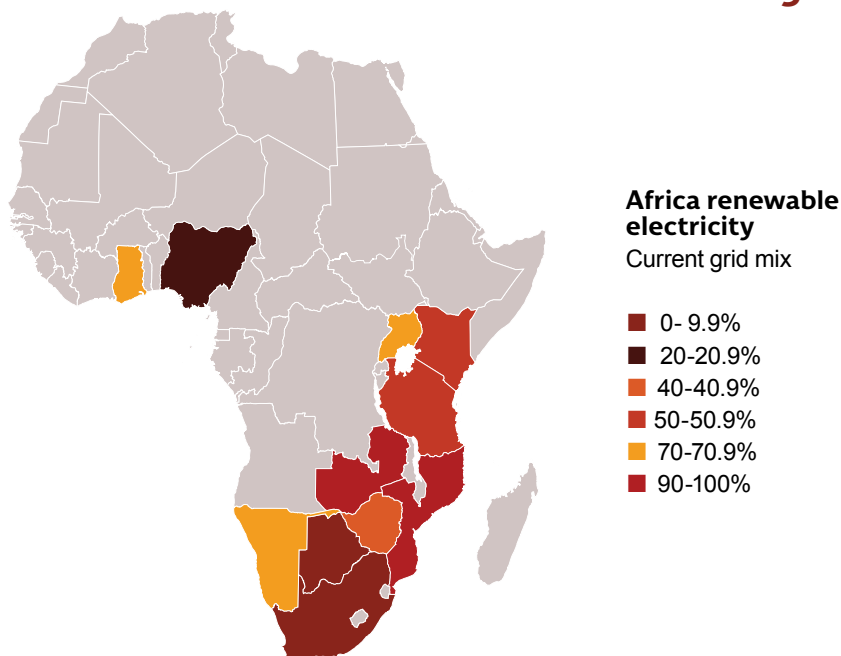 Africa renewable
electricity
Current grid mix
0- 9.9%
20-20.9%
40-40.9%
50-50.9%
70-70.9%
90-100%